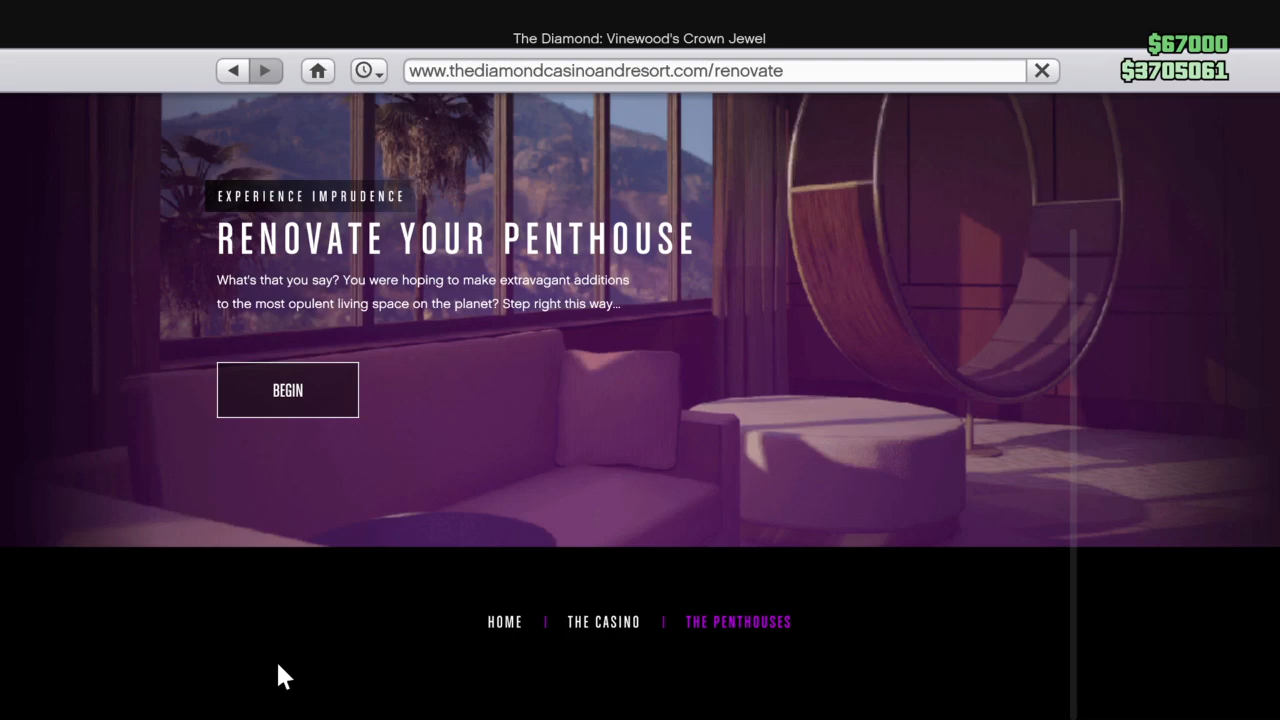 The Diamond: Vinewood's Crown Jewel
$67000
www.thediamondcasinoandresort.com/renovate
$3705061
EXPERIENCE IMPRUDENCE
RENOVATE YOUR PENTHOUSE
What's that you say? You were hoping to make extravagant additions
to the most opulent living space on the planet? Step right this way...
BEGIN
HOME | THE CASINO | THE PENTHOUSES